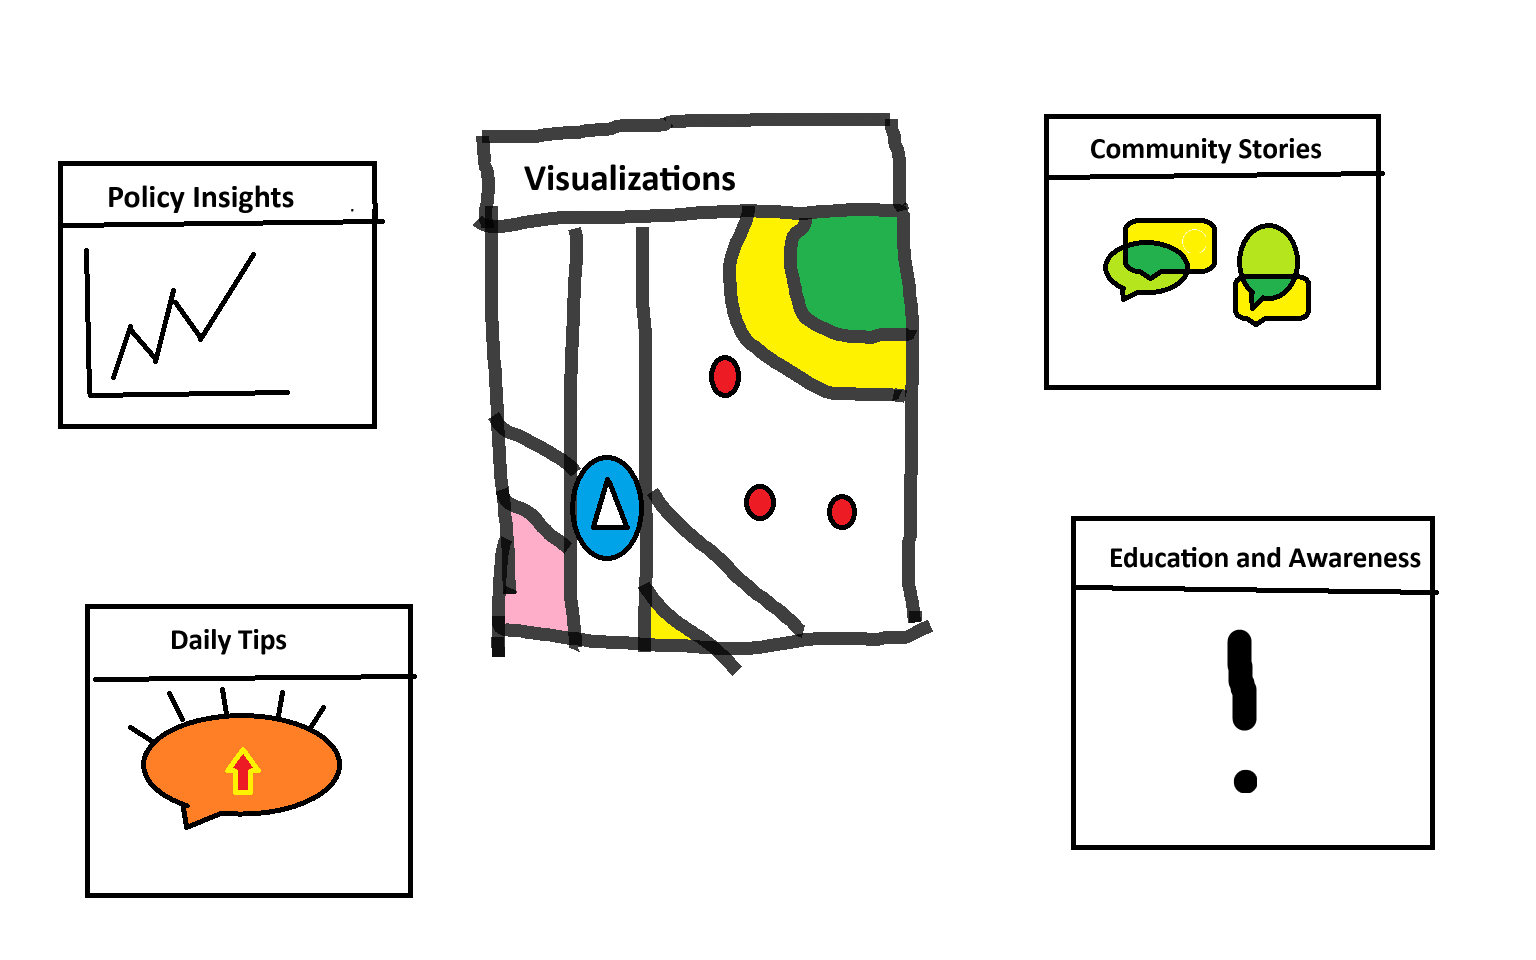 Policy Insights
Visualizations
Community Stories
Daily Tips
Education and Awareness